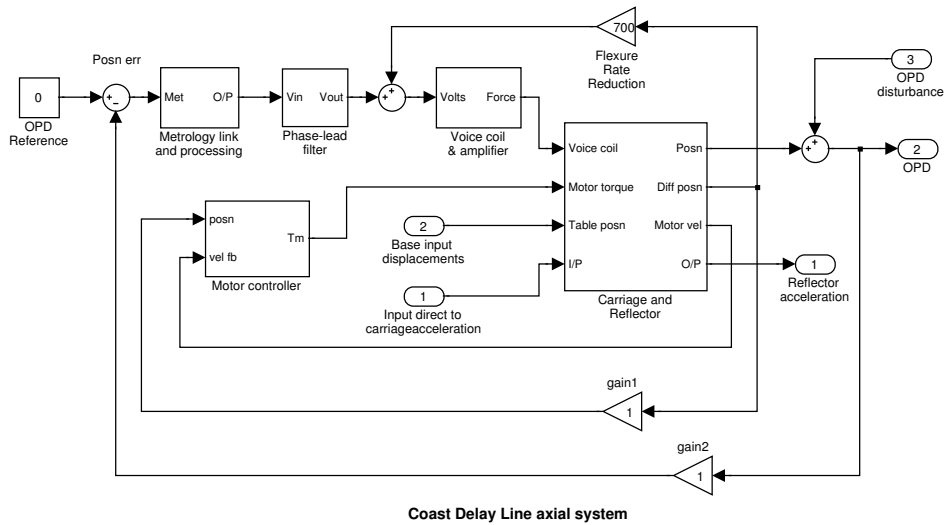 700
Flexure
Rate
Reduction
3
OPD
disturbance
Posn err
0
OPD
Reference
Met
O/P
Metrology link
and processing
Vin
Vout
Phase-lead
filter
Volts
Force
Voice coil
& amplifier
Voice coil
Motor torque
Table posn
I/P
Posn
Diff posn
Motor vel
O/P
Carriage and
Reflector
2
OPD
posn
vel fb
Tm
Motor controller
2
Base input
displacements
1
Input direct to
carriageacceleration
1
Reflector
acceleration
gain1
1
gain2
1
Coast Delay Line axial system